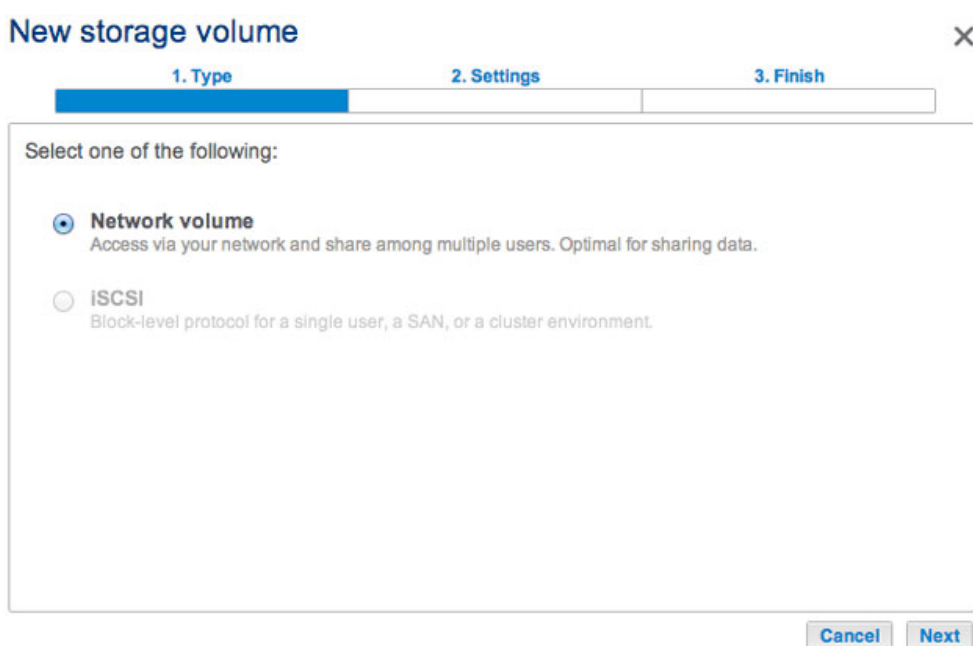 New storage volume
1. Type
2. Settings
3. Finish
Select one of the following:
Network volume
Access via your network and share among multiple users. Optimal for sharing data.
iSCSI
Block-level protocol for a single user, a SAN, or a cluster environment.
Cancel
Next